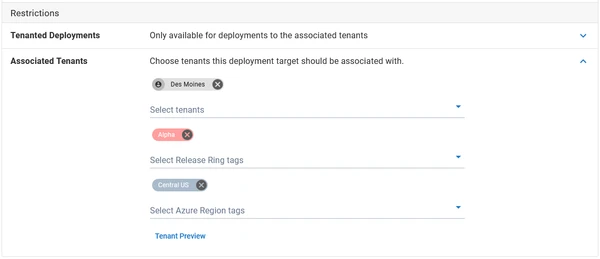 Restrictions
Tenanted Deployments Only available for deployments to the associated tenants
Associated Tenants Choose tenants this deployment target should be associated with.
Des Moines
Select tenants
Alpha
Select Release Ring tags
Central US
Select Azure Region tags
Tenant Preview